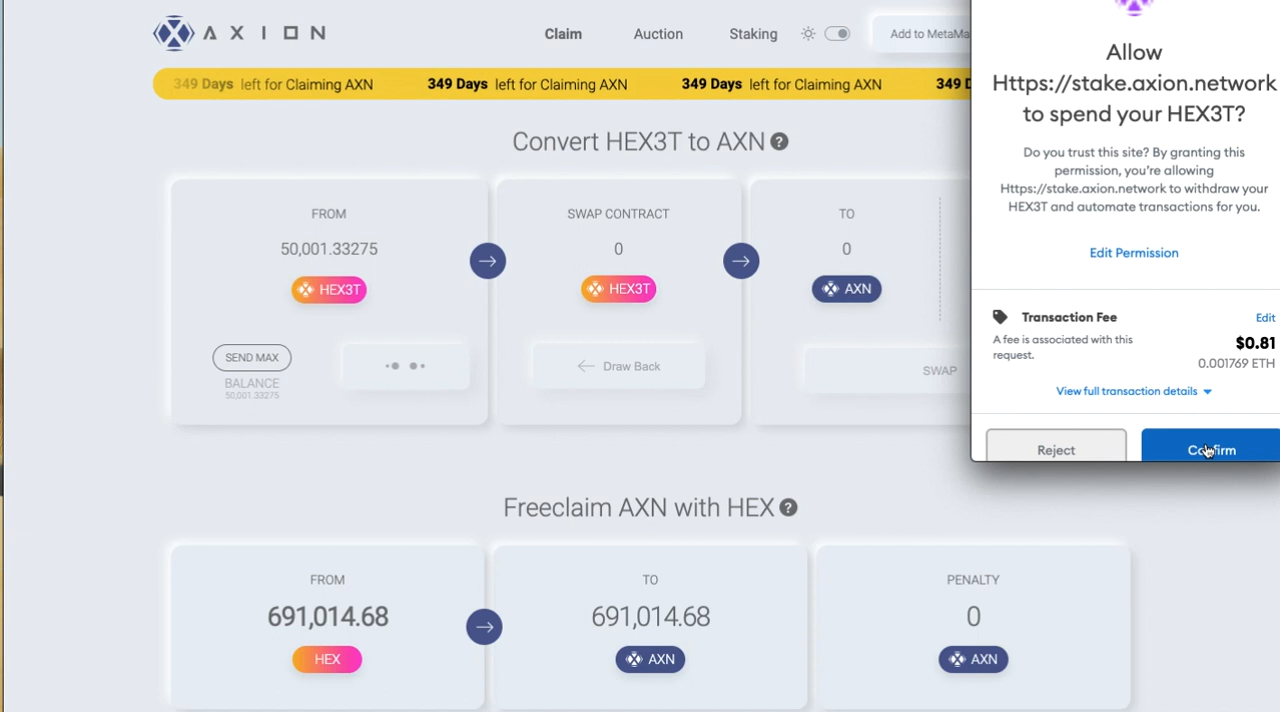 AXION
Claim
Auction
Staking
Add to MetaMa
349 Days left for Claiming AXN
349 Days left for Claiming AXN
349 Days left for Claiming AXN
349 D
Convert HEX3T to AXN ?
FROM
50,001.33275
HEX3T
SEND MAX
BALANCE
50,001.33275
SWAP CONTRACT
0
HEX3T
Draw Back
TO
0
AXN
SWAP
Allow
Https://stake.axion.network
to spend your HEX3T?
Do you trust this site? By granting this
permission, you're allowing
Https://stake.axion.network to withdraw your
HEX3T and automate transactions for you.
Edit Permission
Transaction Fee
Edit
A fee is associated with this
request.
$0.81
0.001769 ETH
View full transaction details
Reject
Confirm
Freeclaim AXN with HEX ?
FROM
691,014.68
HEX
TO
691,014.68
AXN
PENALTY
0
AXN